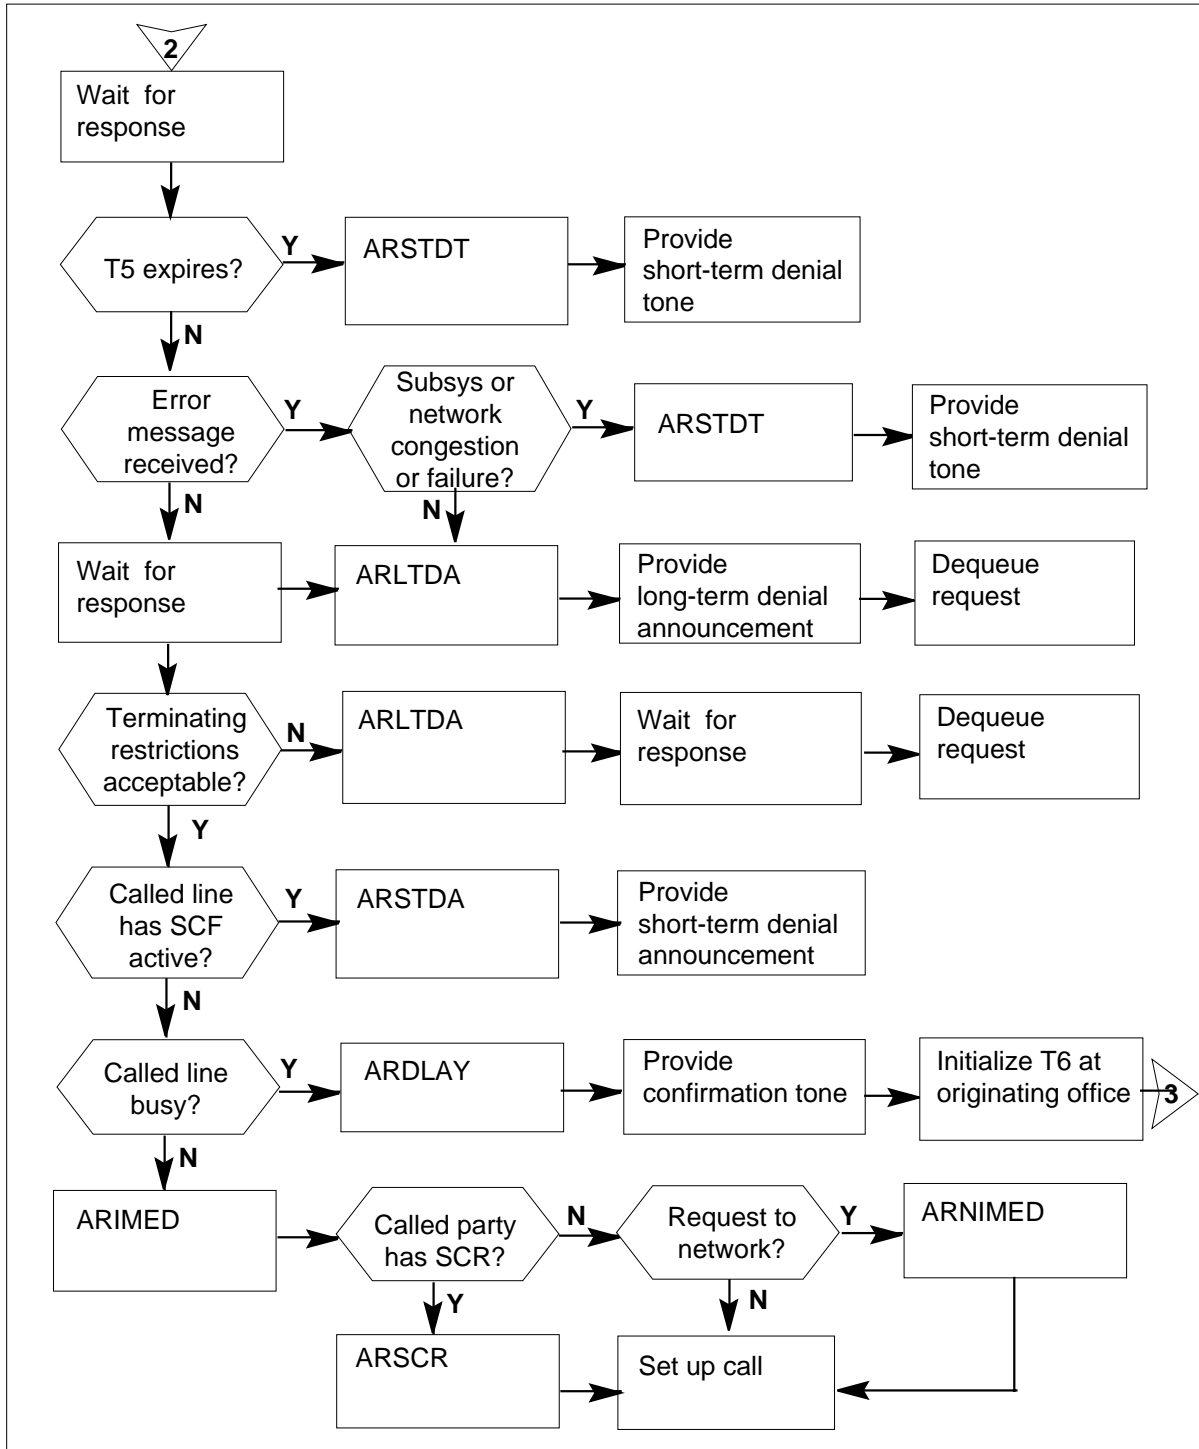 2
Wait for
response
T5 expires?
Y
ARSTDT
Provide
short-term denial
tone
N
Error
message
received?
Y
Subsys or
network
congestion
or failure?
Y
ARSTDT
Provide
short-term denial
tone
N
N
Wait for
response
ARLTDA
Provide
long-term denial
announcement
Dequeue
request
Terminating
restrictions
acceptable?
N
ARLTDA
Wait for
response
Dequeue
request
Y
Called line
has SCF
active?
Y
ARSTDA
Provide
short-term denial
announcement
N
Called line
busy?
Y
ARDLAY
Provide
confirmation tone
Initialize T6 at
originating office
3
N
ARIMED
Called party
has SCR?
N
Request to
network?
Y
ARNIMED
Y
N
ARSCR
Set up call